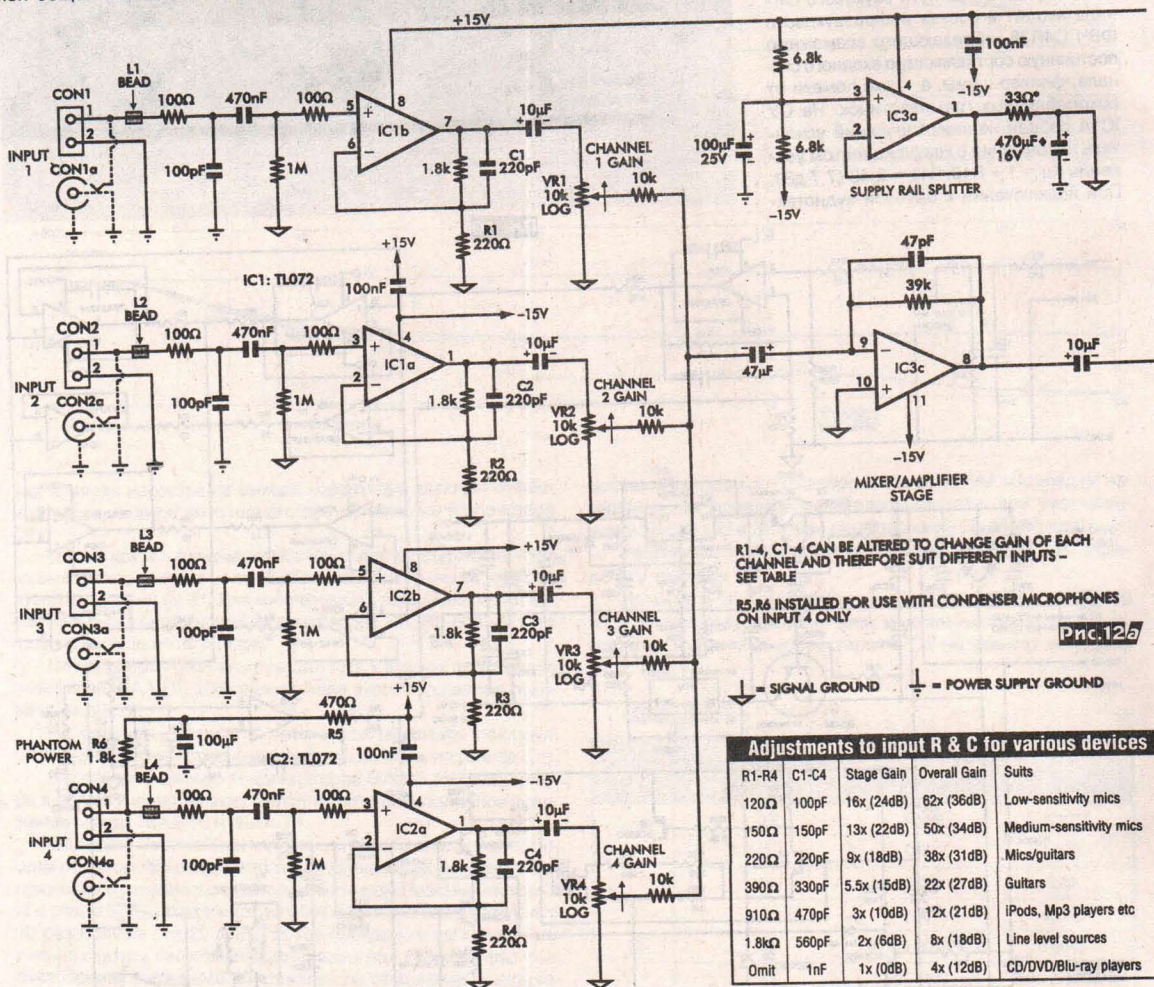 +15V
CON1
1
2
INPUT
1
CON1a
L1
BEAD
100Ω
470nF
100Ω
100pF
1M
5
6
8
7
IC1b
1.8k
C1
220pF
R1
220Ω
10µF
CHANNEL
1 GAIN
VR1
10k
LOG
10k
6.8k
6.8k
100µF
25V
–15V
3
2
4
1
IC3a
SUPPLY RAIL SPLITTER
100nF
–15V
33Ω*
470µF
16V
IC1: TL072
+15V
100nF
–15V
CON2
1
2
INPUT
2
CON2a
L2
BEAD
100Ω
470nF
100Ω
100pF
1M
3
2
4
1
IC1a
1.8k
C2
220pF
R2
220Ω
10µF
CHANNEL
2 GAIN
VR2
10k
LOG
10k
47µF
47pF
39k
9
10
8
11
IC3c
–15V
10µF
MIXER/AMPLIFIER
STAGE
CON3
1
2
INPUT
3
CON3a
L3
BEAD
100Ω
470nF
100Ω
100pF
1M
5
6
8
7
IC2b
+15V
1.8k
C3
220pF
R3
220Ω
10µF
CHANNEL
3 GAIN
VR3
10k
LOG
10k
R1–4, C1–4 CAN BE ALTERED TO CHANGE GAIN OF EACH
CHANNEL AND THEREFORE SUIT DIFFERENT INPUTS –
SEE TABLE
R5,R6 INSTALLED FOR USE WITH CONDENSER MICROPHONES
ON INPUT 4 ONLY
Рис.12а
= SIGNAL GROUND
= POWER SUPPLY GROUND
PHANTOM
POWER
R6
1.8k
100µF
470Ω
R5
+15V
100nF
IC2: TL072
–15V
CON4
1
2
INPUT
4
CON4a
L4
BEAD
100Ω
470nF
100Ω
100pF
1M
3
2
4
1
IC2a
1.8k
C4
220pF
R4
220Ω
10µF
CHANNEL
4 GAIN
VR4
10k
LOG
10k
Adjustments to input R & C for various devices
R1-R4 C1-C4 Stage Gain Overall Gain Suits
120Ω 100pF 16x (24dB) 62x (36dB) Low-sensitivity mics
150Ω 150pF 13x (22dB) 50x (34dB) Medium-sensitivity mics
220Ω 220pF 9x (18dB) 38x (31dB) Mics/guitars
390Ω 330pF 5.5x (15dB) 22x (27dB) Guitars
910Ω 470pF 3x (10dB) 12x (21dB) iPods, Mp3 players etc
1.8kΩ 560pF 2x (6dB) 8x (18dB) Line level sources
Omit 1nF 1x (0dB) 4x (12dB) CD/DVD/Blu-ray players